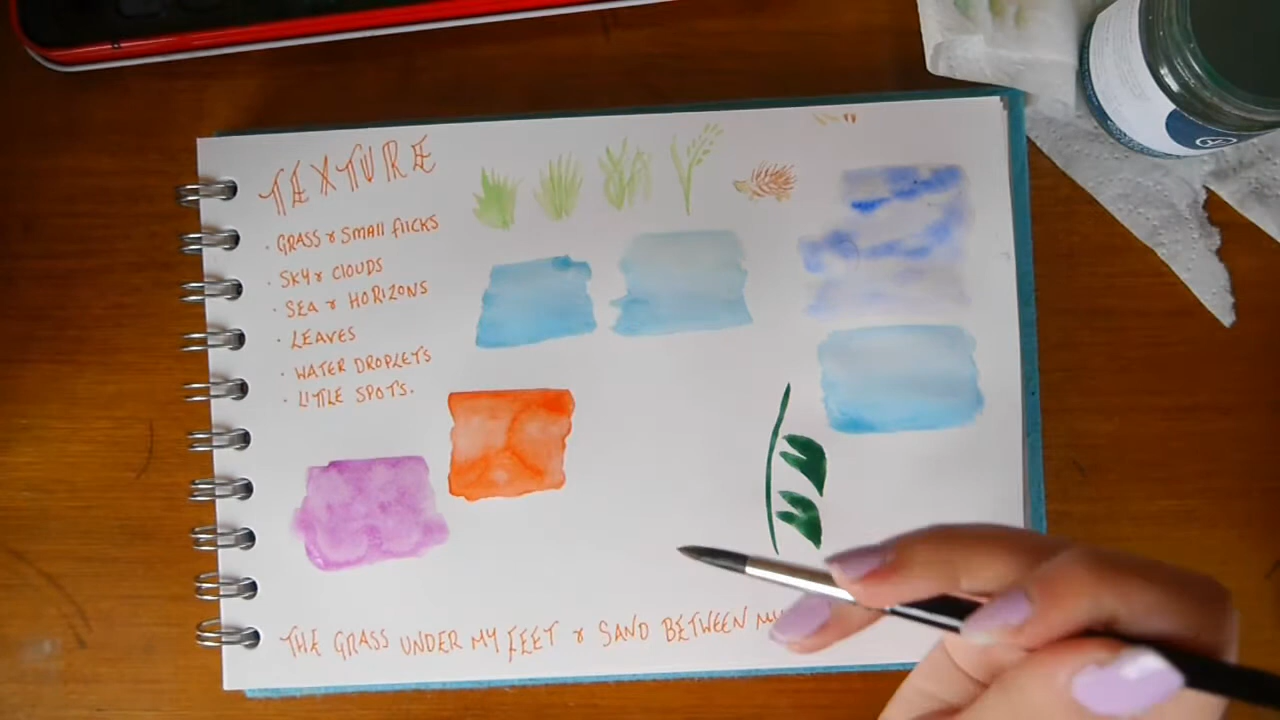 TEXTURE
· GRASS & SMALL FLICKS
· SKY & CLOUDS
· SEA & HORIZONS
· LEAVES
· WATER DROPLETS
· LITTLE SPOTS.
THE GRASS UNDER MY FEET & SAND BETWEEN